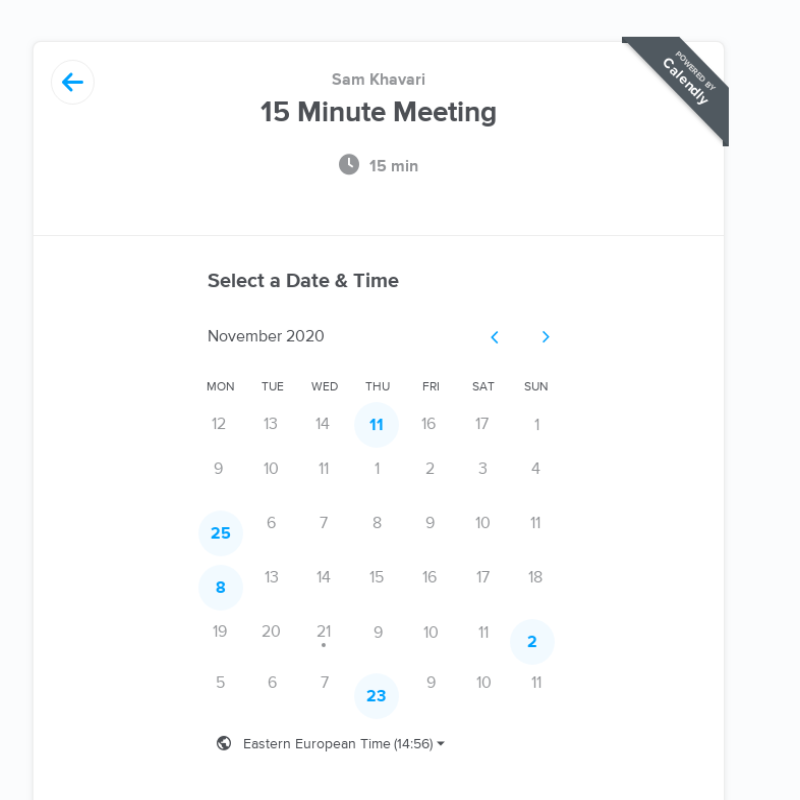 POWERED BY
Calendly
Sam Khavari
15 Minute Meeting
15 min
Select a Date & Time
November 2020
MON TUE WED THU FRI SAT SUN
12 13 14 11 16 17 1
9 10 11 1 2 3 4
25 6 7 8 9 10 11
8 13 14 15 16 17 18
19 20 21 9 10 11 2
5 6 7 23 9 10 11
Eastern European Time (14:56)